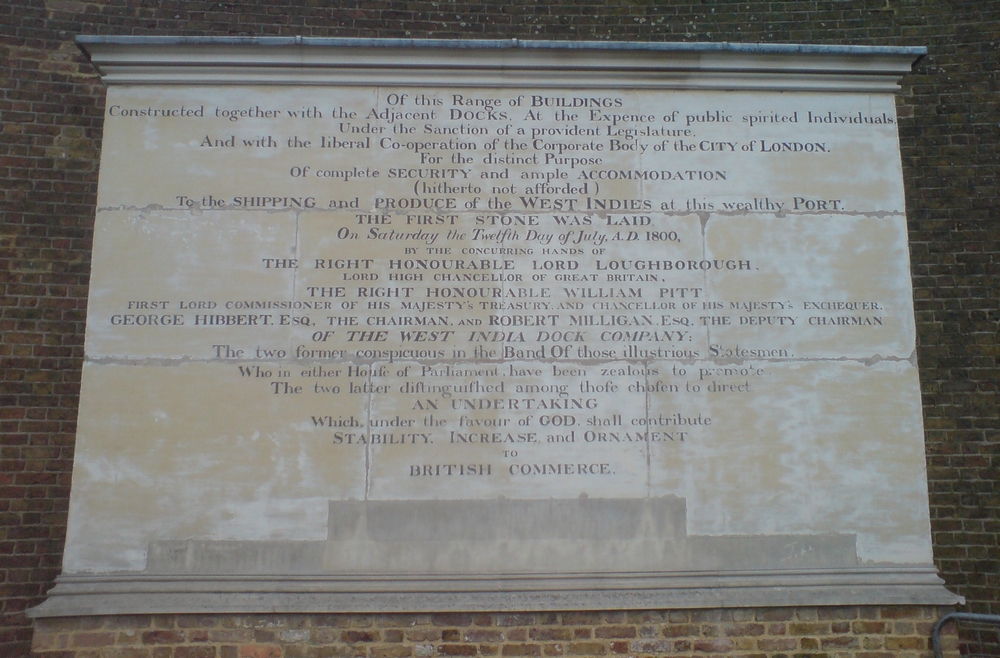 Of this Range of BUILDINGS
Constructed together with the Adjacent DOCKS, At the Expence of public spirited Individuals,
Under the Sanction of a provident Legislature.
And with the liberal Co-operation of the Corporate Body of the CITY of LONDON.
For the distinct Purpose
Of complete SECURITY and ample ACCOMMODATION
(hitherto not afforded)
To the SHIPPING and PRODUCE of the WEST INDIES at this wealthy PORT.
THE FIRST STONE WAS LAID
On Saturday the Twelfth Day of July, A.D. 1800,
BY THE CONCURRING HANDS OF
THE RIGHT HONOURABLE LORD LOUGHBOROUGH.
LORD HIGH CHANCELLOR OF GREAT BRITAIN,
THE RIGHT HONOURABLE WILLIAM PITT
FIRST LORD COMMISSIONER OF HIS MAJESTY's TREASURY, AND CHANCELLOR OF HIS MAJESTY's EXCHEQUER.
GEORGE HIBBERT. ESQ, THE CHAIRMAN, AND ROBERT MILLIGAN. ESQ, THE DEPUTY CHAIRMAN
OF THE WEST INDIA DOCK COMPANY;
The two former conspicuous in the Band Of those illustrious Statesmen.
Who in either Houſe of Parliament, have been zealous to promote.
The two latter diſtinguiſhed among thoſe choſen to direct
AN UNDERTAKING
Which, under the favour of GOD, shall contribute
STABILITY, INCREASE, and ORNAMENT
TO
BRITISH COMMERCE.